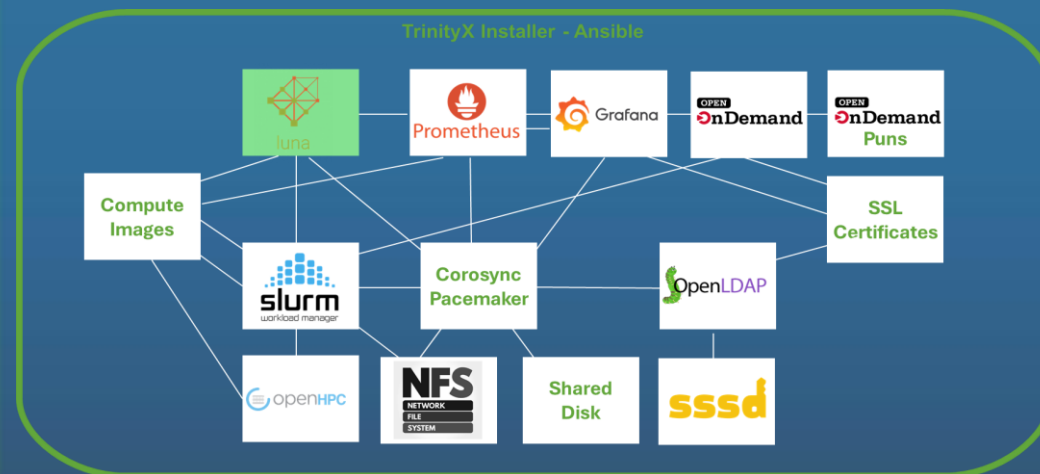 TrinityX Installer - Ansible
luna
Prometheus
Grafana
OPEN
OnDemand
OPEN
OnDemand
Puns
Compute
Images
SSL
Certificates
slurm
workload manager
Corosync
Pacemaker
OpenLDAP
openHPC
NFS
NETWORK
FILE
SYSTEM
Shared
Disk
sssd